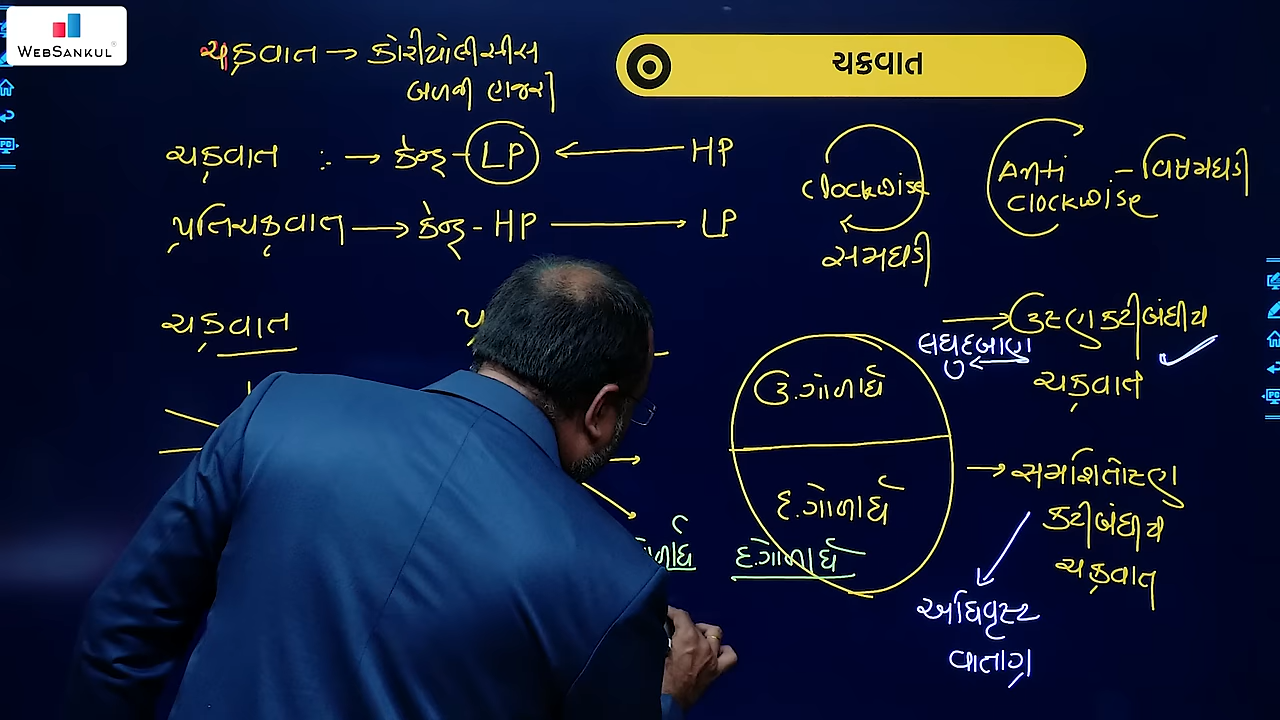 WEBSANKUL
ચક્રવાત
ચક્રવાત → કોરીયોલીસીસ
બળની હાજરી
ચક્રવાત : → કેન્દ્ર - LP ← HP
પ્રતિચક્રવાત → કેન્દ્ર - HP → LP
clockwise
સમઘડી
Anti - વિષમઘડી
clockwise
ચક્રવાત
ઉ.ગોળાર્ધ
દ.ગોળાર્ધ
દ.ગોળાર્ધ
→ ઉષ્ણકટીબંધીય
ચક્રવાત
લઘુદબાણ
→ સમશિતોષ્ણ
કટીબંધીય
ચક્રવાત
અધિવૃષ્ટ
વાતાગ્ર